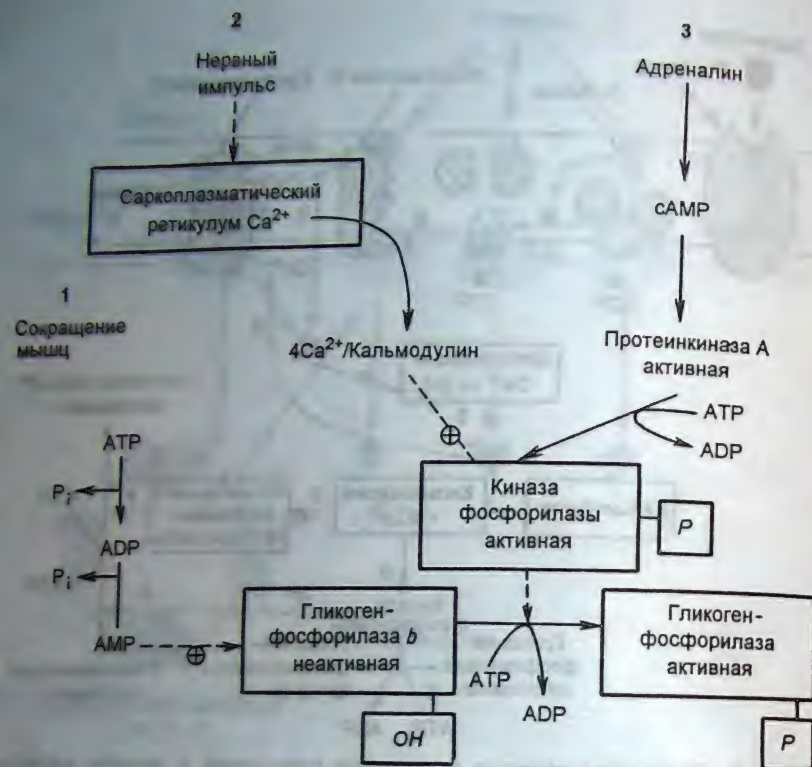 2
Нервный
импульс
Саркоплазматический
ретикулум Ca²⁺
3
Адреналин
cAMP
Протеинкиназа А
активная
ATP
ADP
1
Сокращение
мышц
ATP
Pᵢ
ADP
Pᵢ
AMP
⊕
4Ca²⁺/Кальмодулин
⊕
Киназа
фосфорилазы
активная
P
Гликоген-
фосфорилаза b
неактивная
OH
ATP
ADP
Гликоген-
фосфорилаза
активная
P